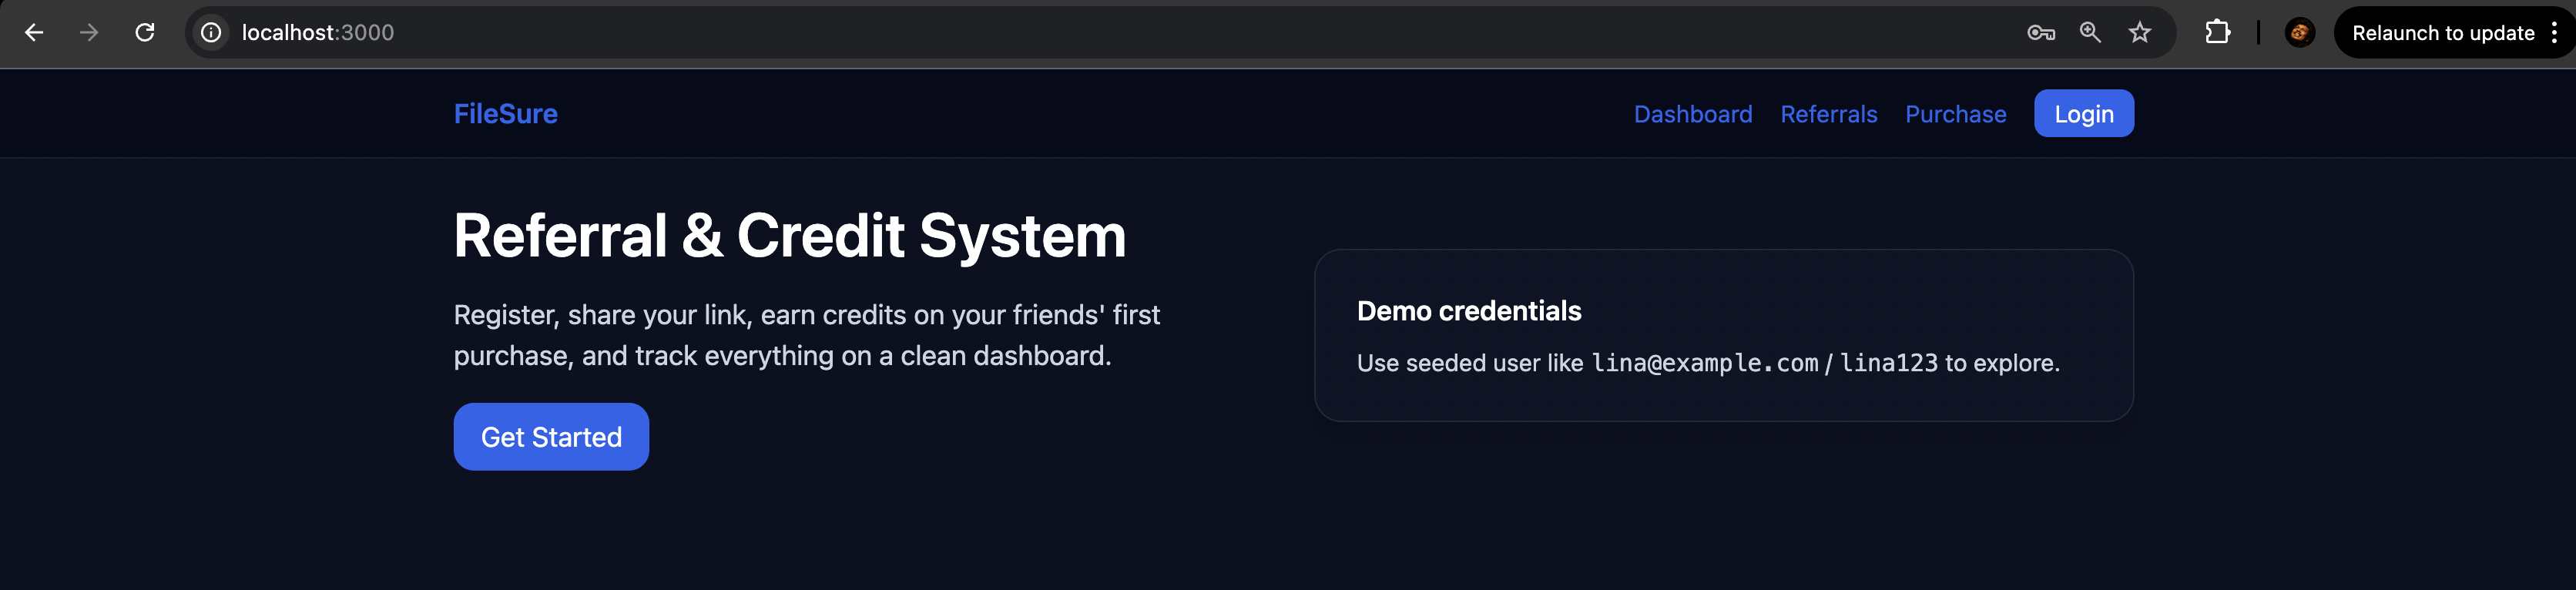 localhost:3000
Relaunch to update
FileSure
Dashboard Referrals Purchase Login
Referral & Credit System
Register, share your link, earn credits on your friends' first
purchase, and track everything on a clean dashboard.
Get Started
Demo credentials
Use seeded user like lina@example.com / lina123 to explore.